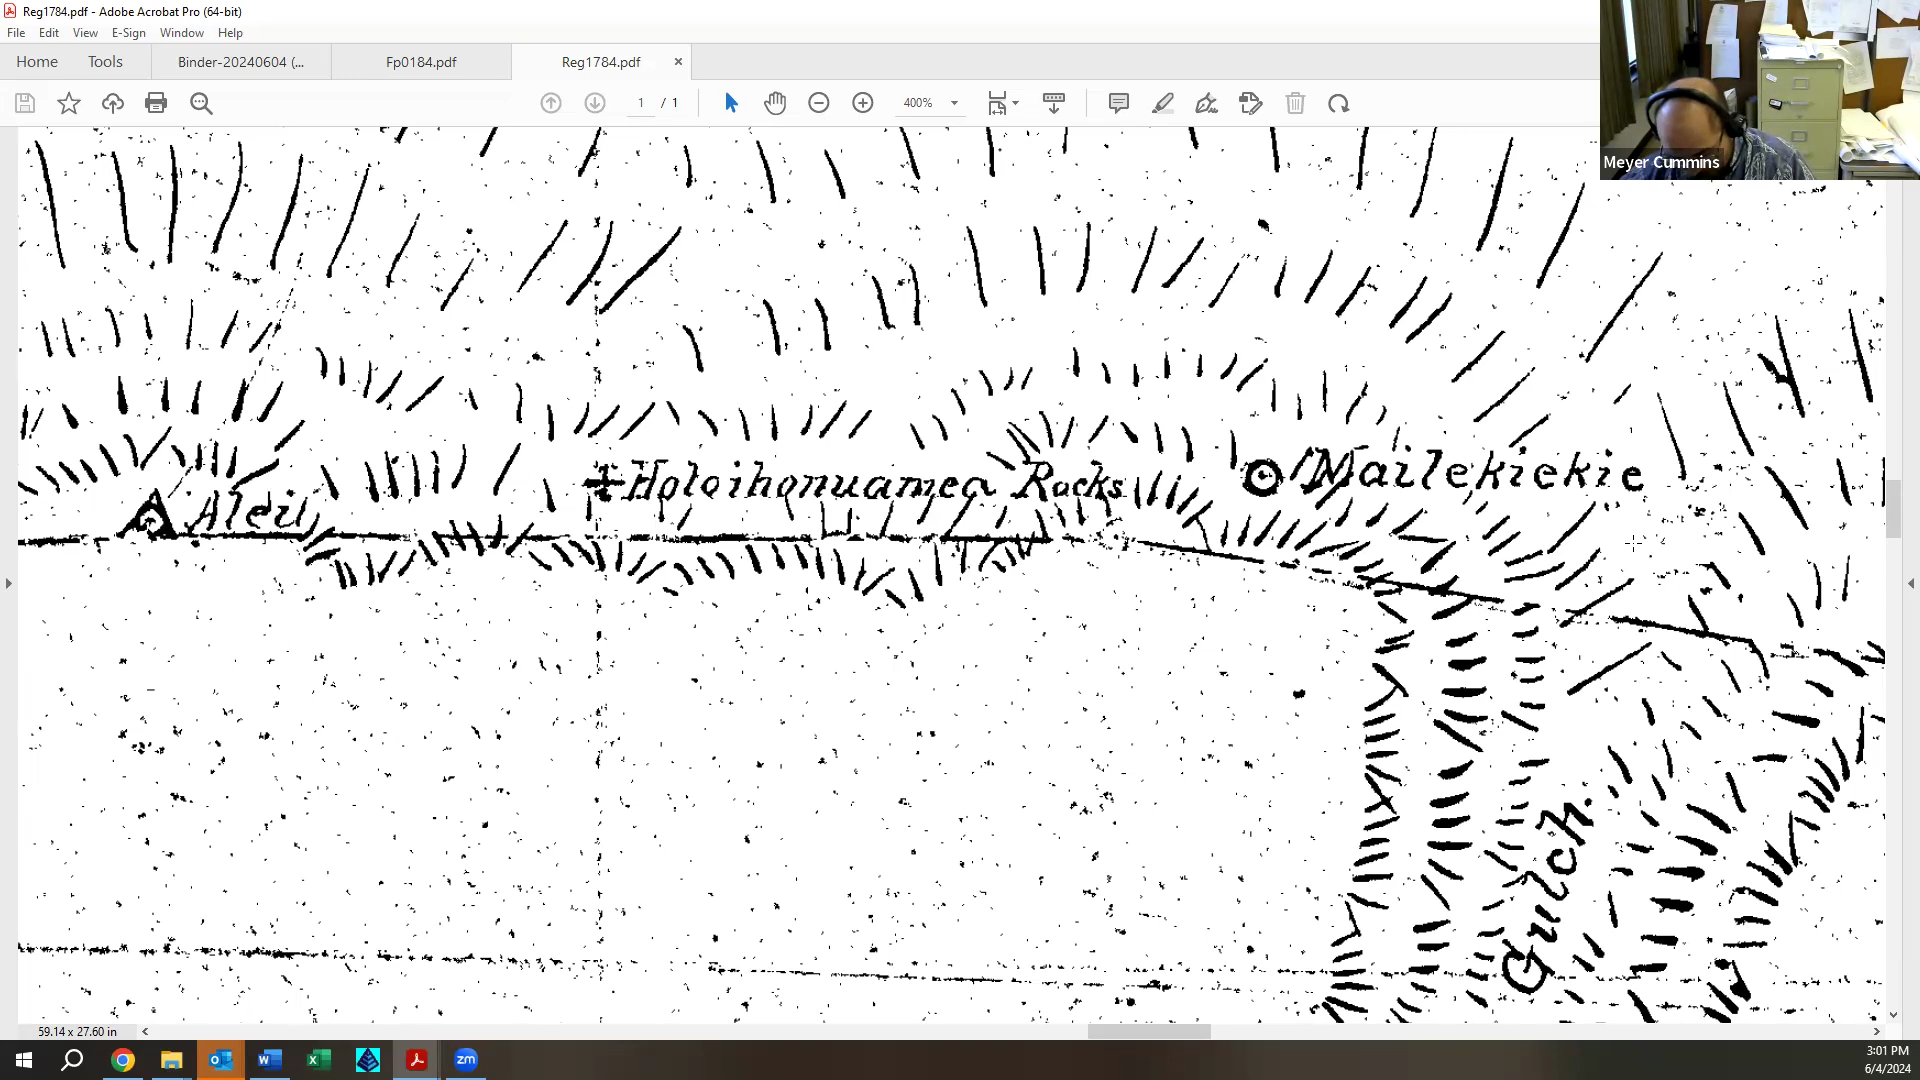 Reg1784.pdf - Adobe Acrobat Pro (64-bit)
File Edit View E-Sign Window Help
Home Tools Binder-20240604 (... Fp0184.pdf Reg1784.pdf
1 / 1 400%
Meyer Cummins
Mailekiekie
Holoihonuamea Rocks
Gulch.
59.14 x 27.60 in
3:01 PM
6/4/2024